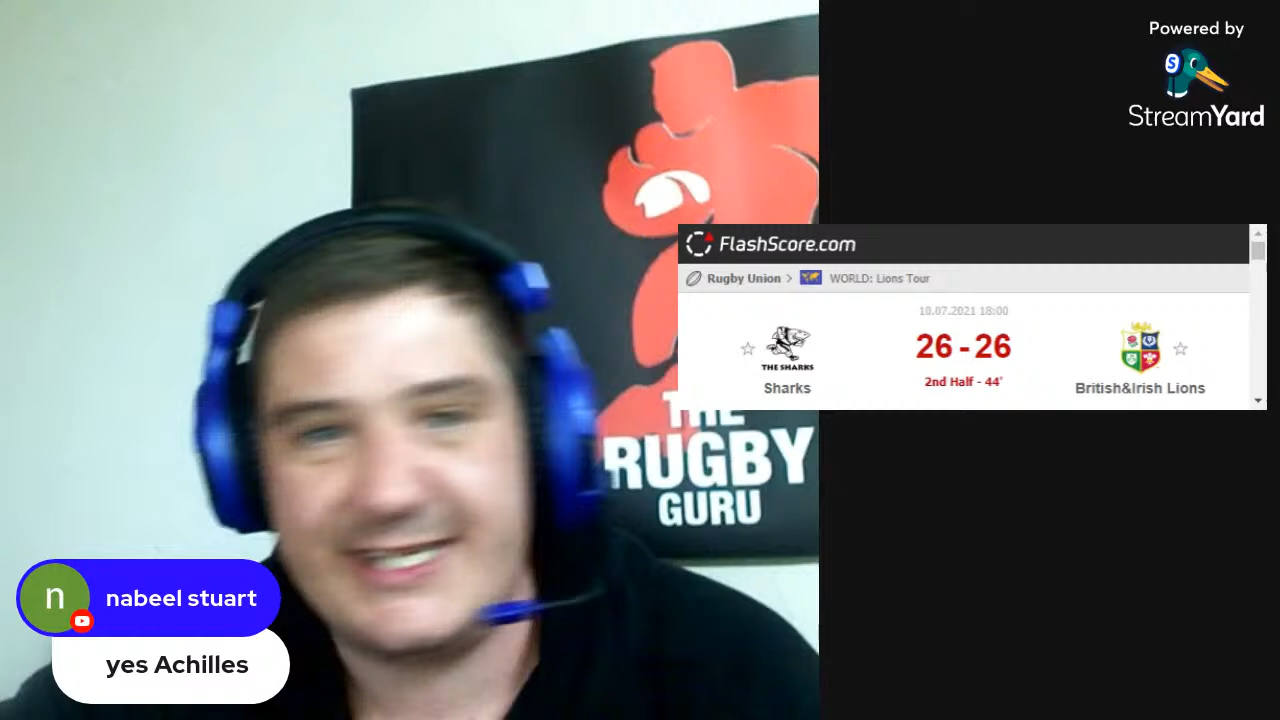 Powered by
S
StreamYard
FlashScore.com
Rugby Union > WORLD: Lions Tour
10.07.2021 18:00
26 - 26
2nd Half - 44'
THE SHARKS
Sharks
British&Irish Lions
THE
RUGBY
GURU
n
nabeel stuart
yes Achilles